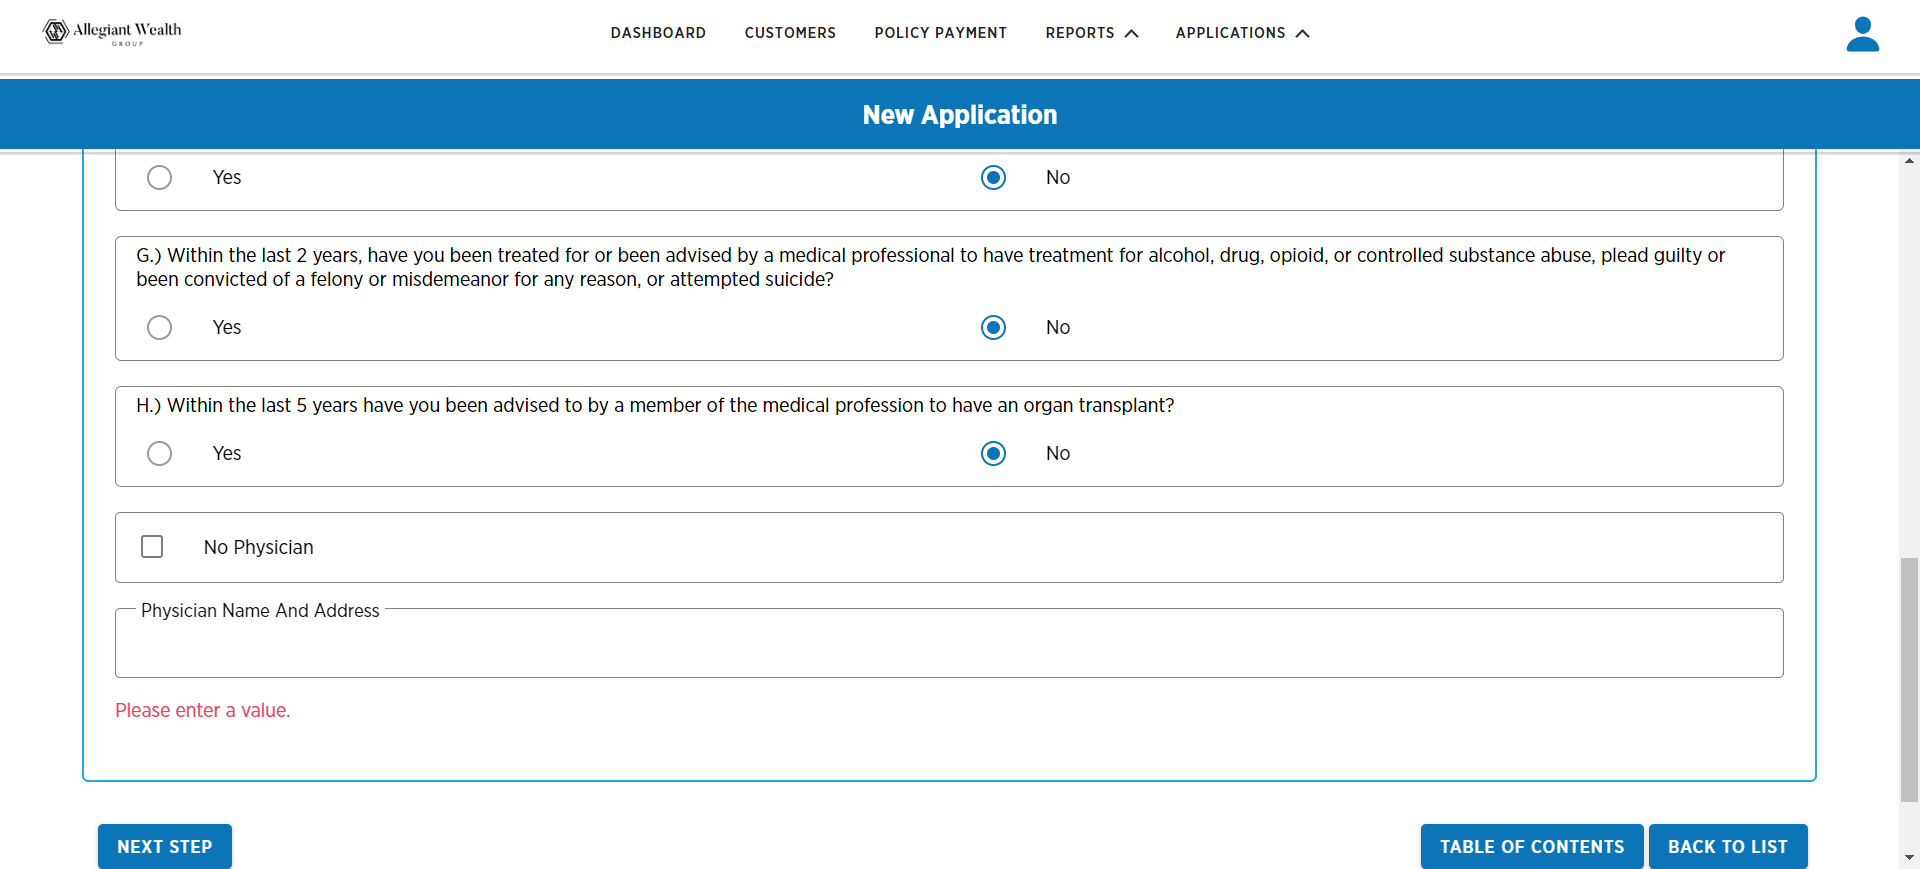 Allegiant Wealth
GROUP
DASHBOARD
CUSTOMERS
POLICY PAYMENT
REPORTS
APPLICATIONS
New Application
Yes
No
G.) Within the last 2 years, have you been treated for or been advised by a medical professional to have treatment for alcohol, drug, opioid, or controlled substance abuse, plead guilty or
been convicted of a felony or misdemeanor for any reason, or attempted suicide?
Yes
No
H.) Within the last 5 years have you been advised to by a member of the medical profession to have an organ transplant?
Yes
No
No Physician
Physician Name And Address
Please enter a value.
NEXT STEP
TABLE OF CONTENTS
BACK TO LIST